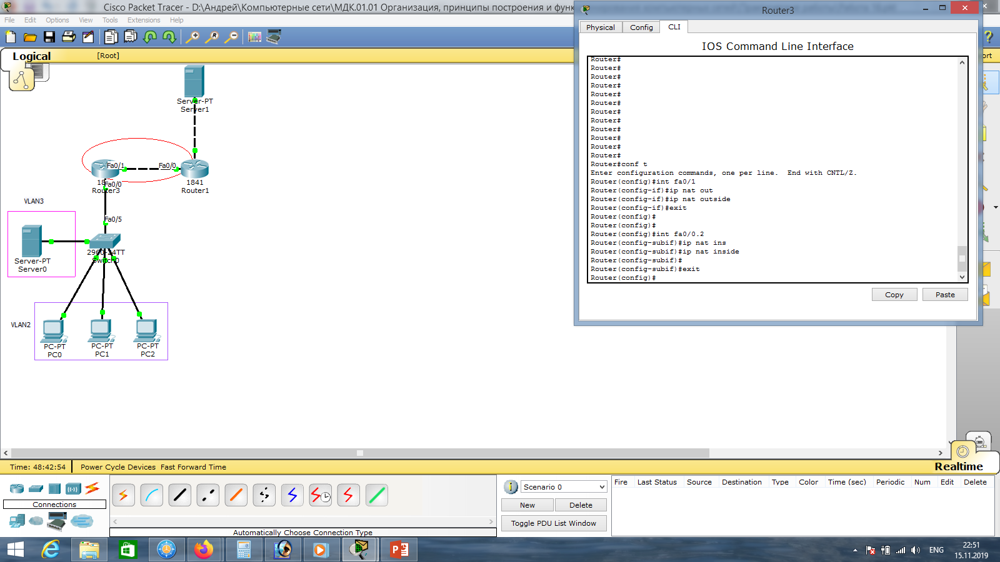 Cisco Packet Tracer - D:\Андрей\Компьютерные сети\МДК.01.01 Организация, принципы построения и функ
File Edit Options View Tools Extensions Help
Logical
[Root]
Server-PT
Server1
Fa0/1
Fa0/0
Fa0/0
Router3
1841
Router1
VLAN3
Fa0/5
2960-24TT
Switch0
Server-PT
Server0
VLAN2
PC-PT
PC0
PC-PT
PC1
PC-PT
PC2
Router3
Physical Config CLI
IOS Command Line Interface
Router#
Router#
Router#
Router#
Router#
Router#
Router#
Router#
Router#
Router#
Router#
Router#
Router#conf t
Enter configuration commands, one per line.  End with CNTL/Z.
Router(config)#int fa0/1
Router(config-if)#ip nat out
Router(config-if)#ip nat outside
Router(config-if)#exit
Router(config)#
Router(config)#
Router(config)#int fa0/0.2
Router(config-subif)#ip nat ins
Router(config-subif)#ip nat inside
Router(config-subif)#
Router(config-subif)#exit
Router(config)#
Copy Paste
ort
Time: 48:42:54 Power Cycle Devices Fast Forward Time
Realtime
Connections
Automatically Choose Connection Type
Scenario 0
New Delete
Toggle PDU List Window
Fire Last Status Source Destination Type Color Time (sec) Periodic Num Edit Delete
ENG
22:51
15.11.2019